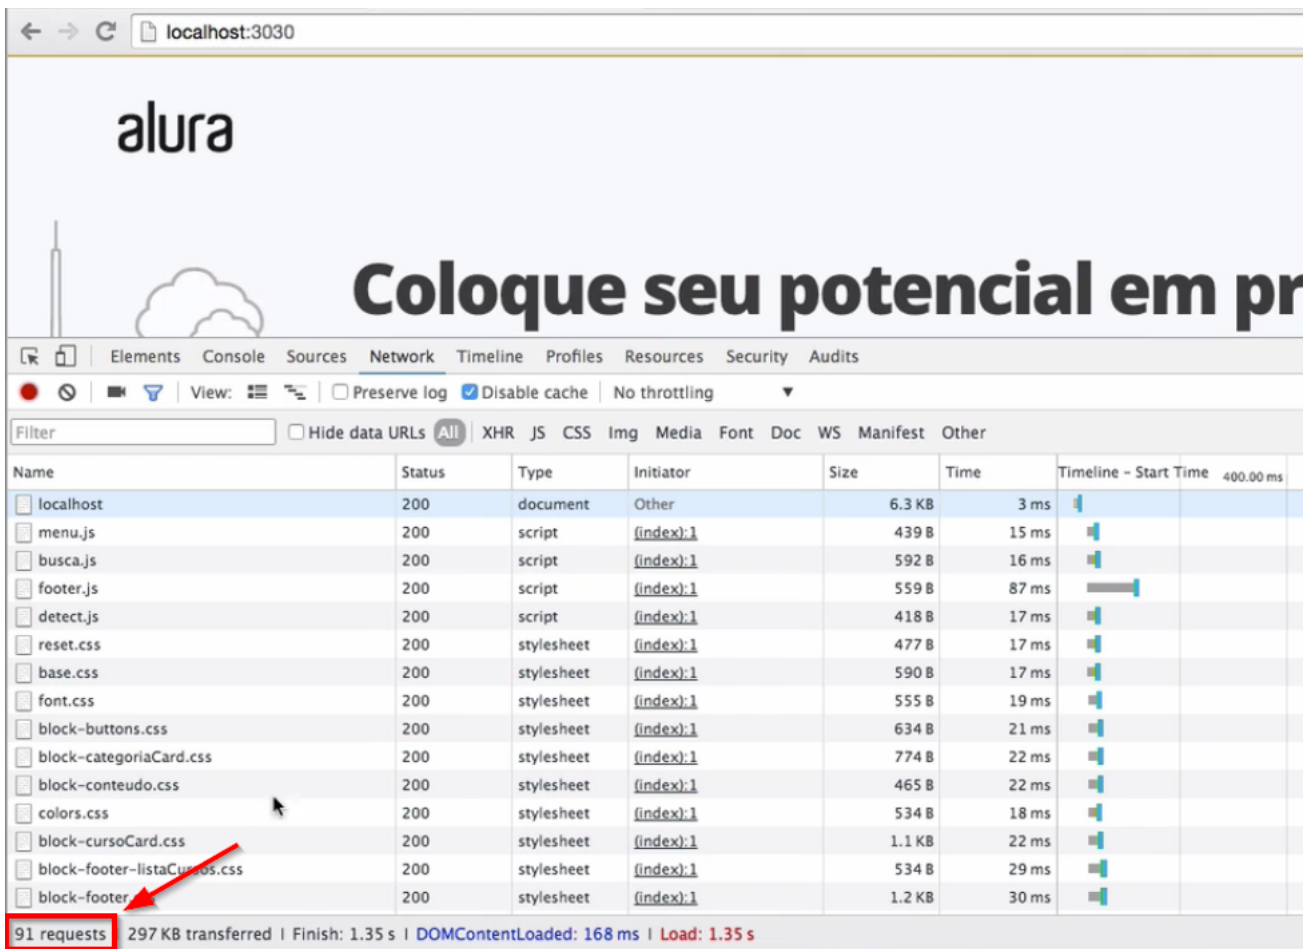 localhost:3030
alura
Coloque seu potencial em pr
Elements Console Sources Network Timeline Profiles Resources Security Audits
View: Preserve log Disable cache No throttling ▼
Filter Hide data URLs All XHR JS CSS Img Media Font Doc WS Manifest Other
Name Status Type Initiator Size Time Timeline – Start Time 400.00 ms
localhost 200 document Other 6.3 KB 3 ms
menu.js 200 script (index):1 439 B 15 ms
busca.js 200 script (index):1 592 B 16 ms
footer.js 200 script (index):1 559 B 87 ms
detect.js 200 script (index):1 418 B 17 ms
reset.css 200 stylesheet (index):1 477 B 17 ms
base.css 200 stylesheet (index):1 590 B 17 ms
font.css 200 stylesheet (index):1 555 B 19 ms
block-buttons.css 200 stylesheet (index):1 634 B 21 ms
block-categoriaCard.css 200 stylesheet (index):1 774 B 22 ms
block-conteudo.css 200 stylesheet (index):1 465 B 22 ms
colors.css 200 stylesheet (index):1 534 B 18 ms
block-cursoCard.css 200 stylesheet (index):1 1.1 KB 22 ms
block-footer-listaCursos.css 200 stylesheet (index):1 534 B 29 ms
block-footer.css 200 stylesheet (index):1 1.2 KB 30 ms
91 requests 297 KB transferred | Finish: 1.35 s | DOMContentLoaded: 168 ms | Load: 1.35 s